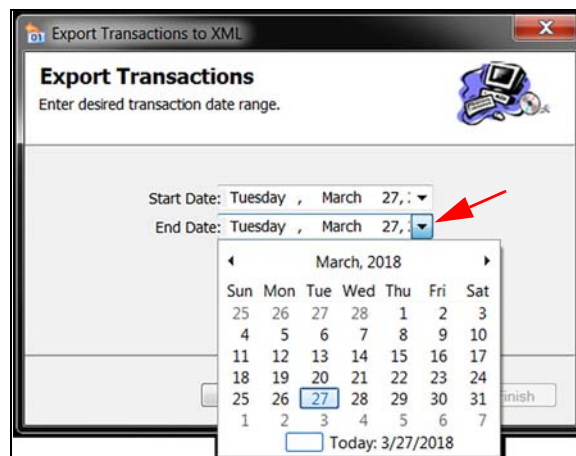 Export Transactions to XML
X
Export Transactions
Enter desired transaction date range.
Start Date: Tuesday , March 27,
End Date: Tuesday , March 27,
March, 2018
Sun Mon Tue Wed Thu Fri Sat
25 26 27 28 1 2 3
4 5 6 7 8 9 10
11 12 13 14 15 16 17
18 19 20 21 22 23 24
25 26 27 28 29 30 31
1 2 3 4 5 6 7
Today: 3/27/2018
inish